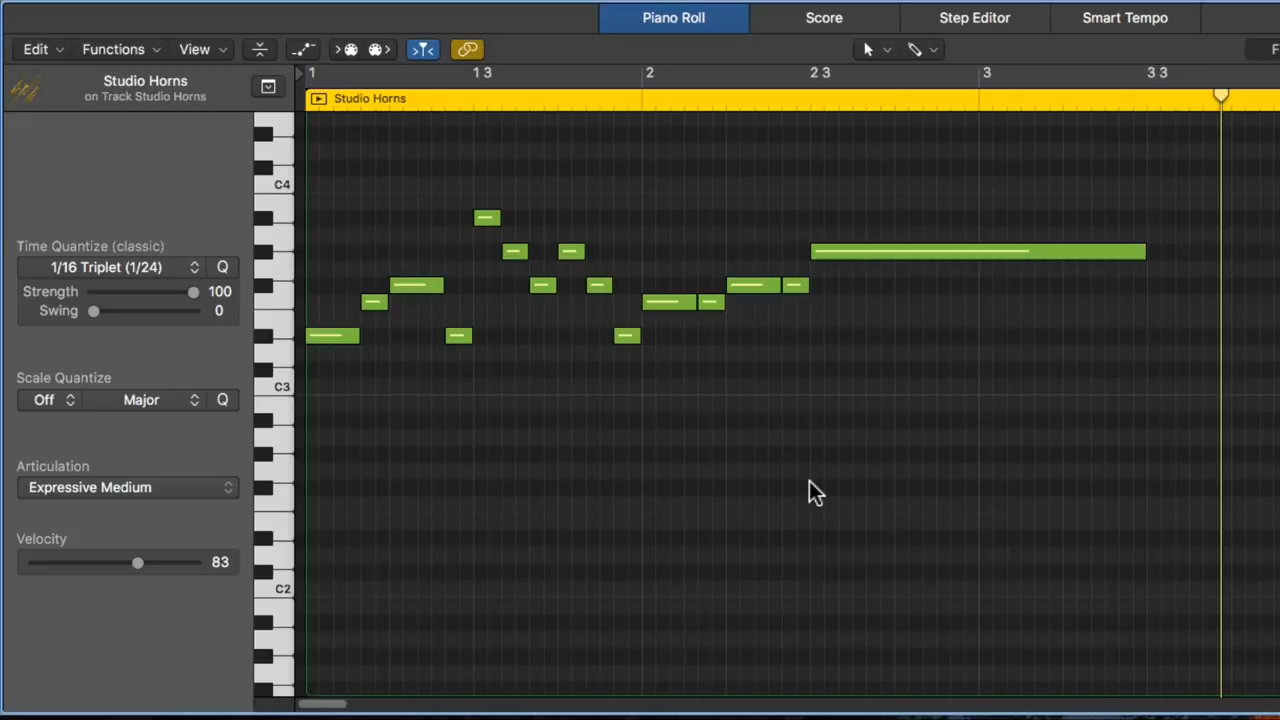 Piano Roll Score Step Editor Smart Tempo
Edit Functions View F
Studio Horns
on Track Studio Horns
1 1 3 2 2 3 3 3 3
Studio Horns
C4
Time Quantize (classic)
1/16 Triplet (1/24) Q
Strength 100
Swing 0
Scale Quantize
C3
Off Major Q
Articulation
Expressive Medium
Velocity
83
C2